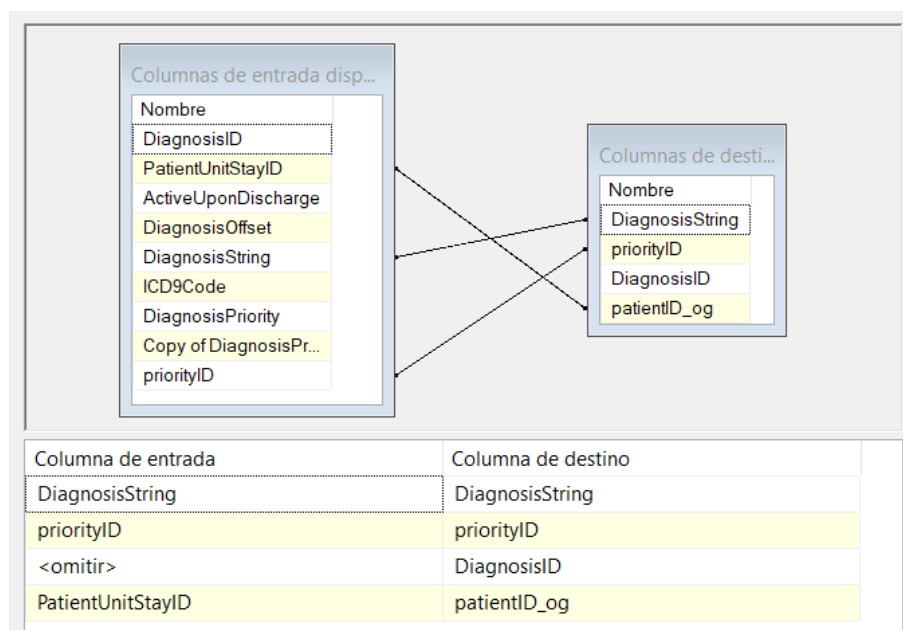 Columnas de entrada disp...
Nombre
DiagnosisID
PatientUnitStayID
ActiveUponDischarge
DiagnosisOffset
DiagnosisString
ICD9Code
DiagnosisPriority
Copy of DiagnosisPr...
priorityID
Columnas de desti...
Nombre
DiagnosisString
priorityID
DiagnosisID
patientID_og
Columna de entrada Columna de destino
DiagnosisString DiagnosisString
priorityID priorityID
<omitir> DiagnosisID
PatientUnitStayID patientID_og